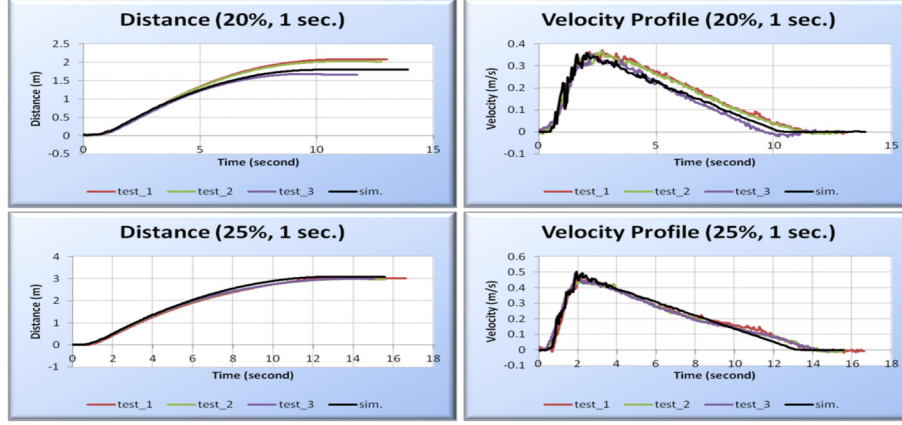 Distance (20%, 1 sec.)
2.5
2
1.5
1
0.5
0
-0.5
0 5 10 15
Distance (m)
Time (second)
test_1 test_2 test_3 sim.
Velocity Profile (20%, 1 sec.)
0.4
0.3
0.2
0.1
0
-0.1
0 5 10 15
Velocity (m/s)
Time (second)
test_1 test_2 test_3 sim.
Distance (25%, 1 sec.)
4
3
2
1
0
-1
0 2 4 6 8 10 12 14 16 18
Distance (m)
Time (second)
test_1 test_2 test_3 sim.
Velocity Profile (25%, 1 sec.)
0.6
0.5
0.4
0.3
0.2
0.1
0
-0.1
0 2 4 6 8 10 12 14 16 18
Velocity (m/s)
Time (second)
test_1 test_2 test_3 sim.